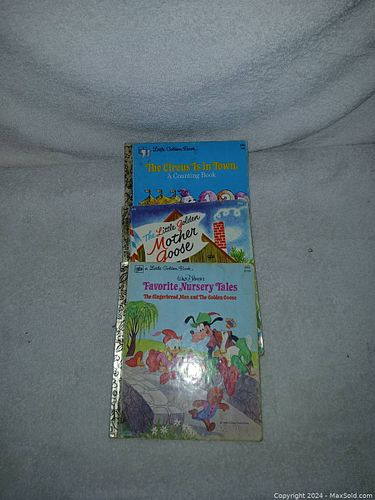 a Little Golden Book
The Circus Is in Town
A Counting Book
The Little Golden
Mother
Goose
a Little Golden Book
Walt Disney's
Favorite Nursery Tales
The Gingerbread Man and The Golden Goose
Copyright 2024 - MaxSold.com